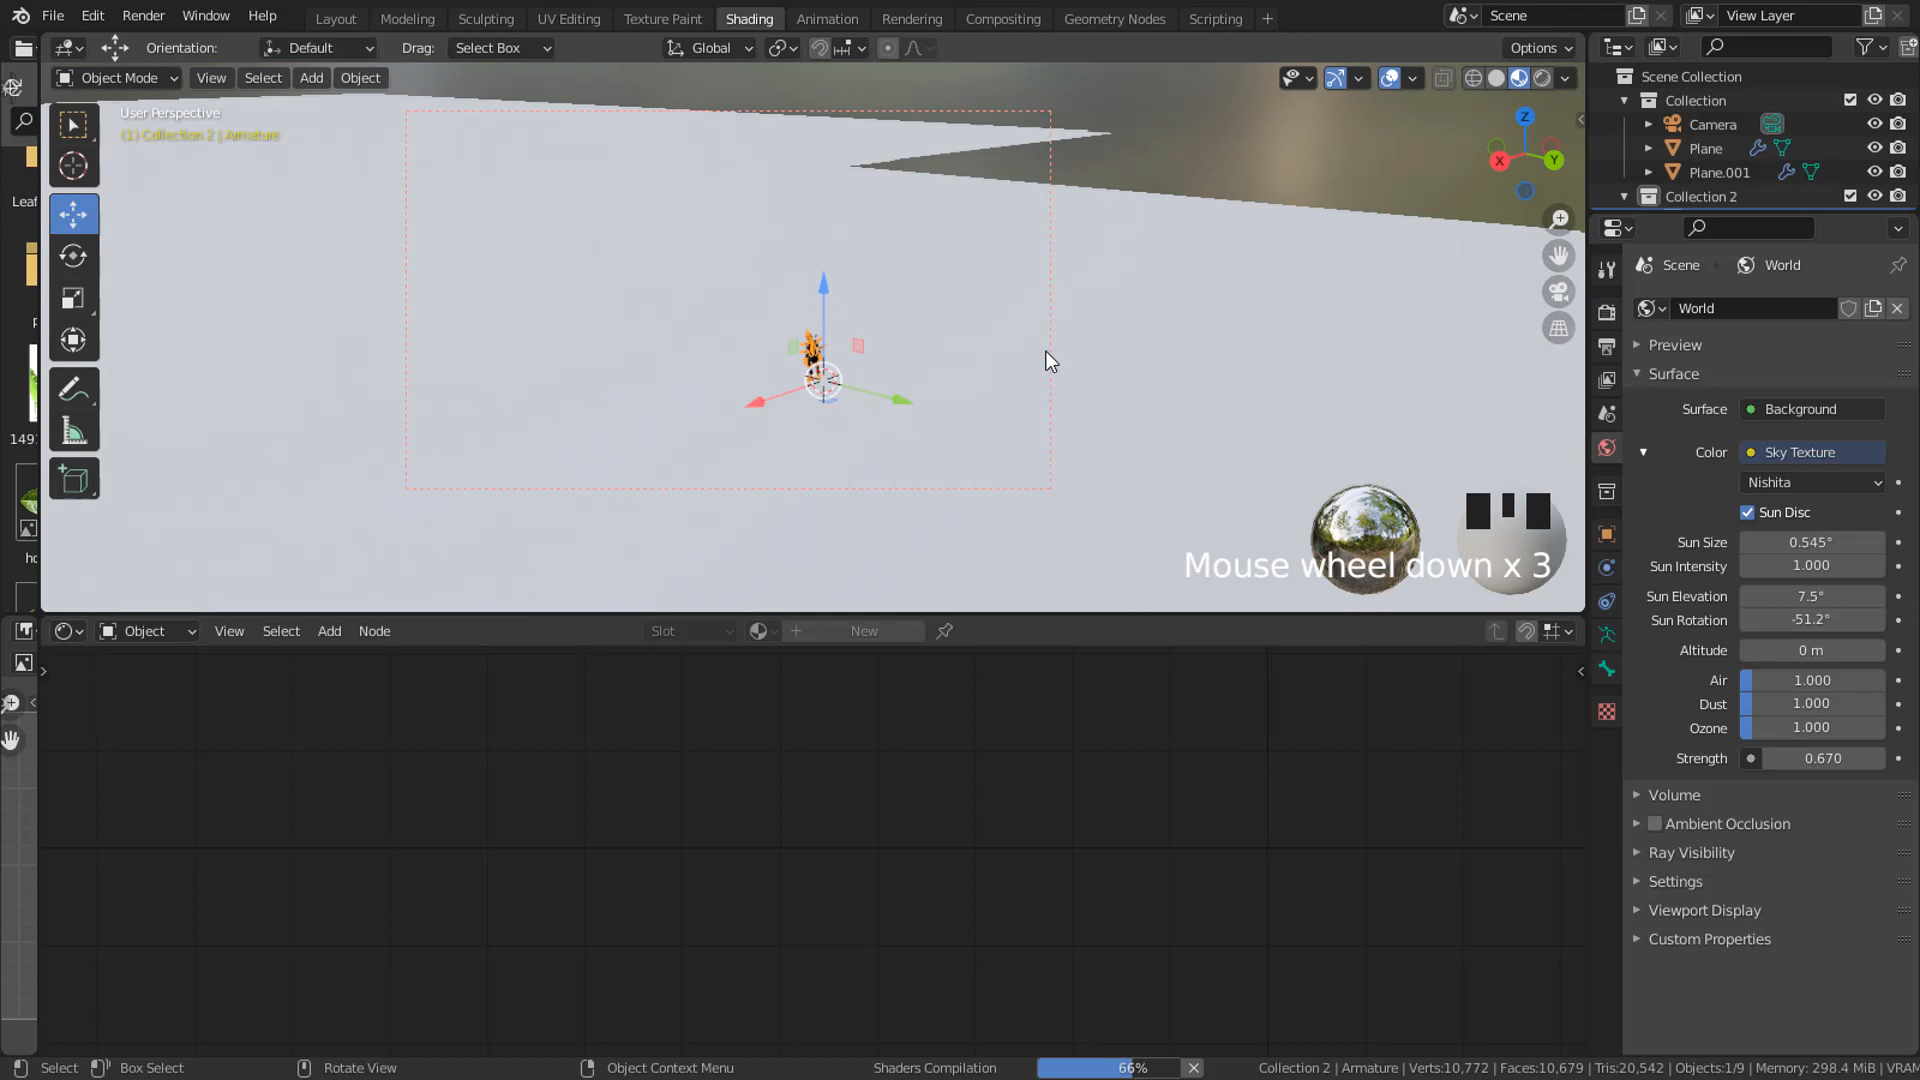 File Edit Render Window Help Layout Modeling Sculpting UV Editing Texture Paint Shading Animation Rendering Compositing Geometry Nodes Scripting Scene View Layer
Orientation: Default Drag: Select Box Global Options
Object Mode View Select Add Object
Scene Collection
Collection
Camera
Plane
Plane.001
Collection 2
User Perspective
(1) Collection 2 | Armature
Z
X Y
Leaf
p
149
ho
Mouse wheel down x 3
Scene World
World
Preview
Surface
Surface Background
Color Sky Texture
Nishita
Sun Disc
Sun Size 0.545°
Sun Intensity 1.000
Sun Elevation 7.5°
Sun Rotation -51.2°
Altitude 0 m
Air 1.000
Dust 1.000
Ozone 1.000
Strength 0.670
Volume
Ambient Occlusion
Ray Visibility
Settings
Viewport Display
Custom Properties
Object View Select Add Node Slot New
Select Box Select Rotate View Object Context Menu Shaders Compilation 66% Collection 2 | Armature | Verts:10,772 | Faces:10,679 | Tris:20,542 | Objects:1/9 | Memory: 298.4 MiB | VRAM